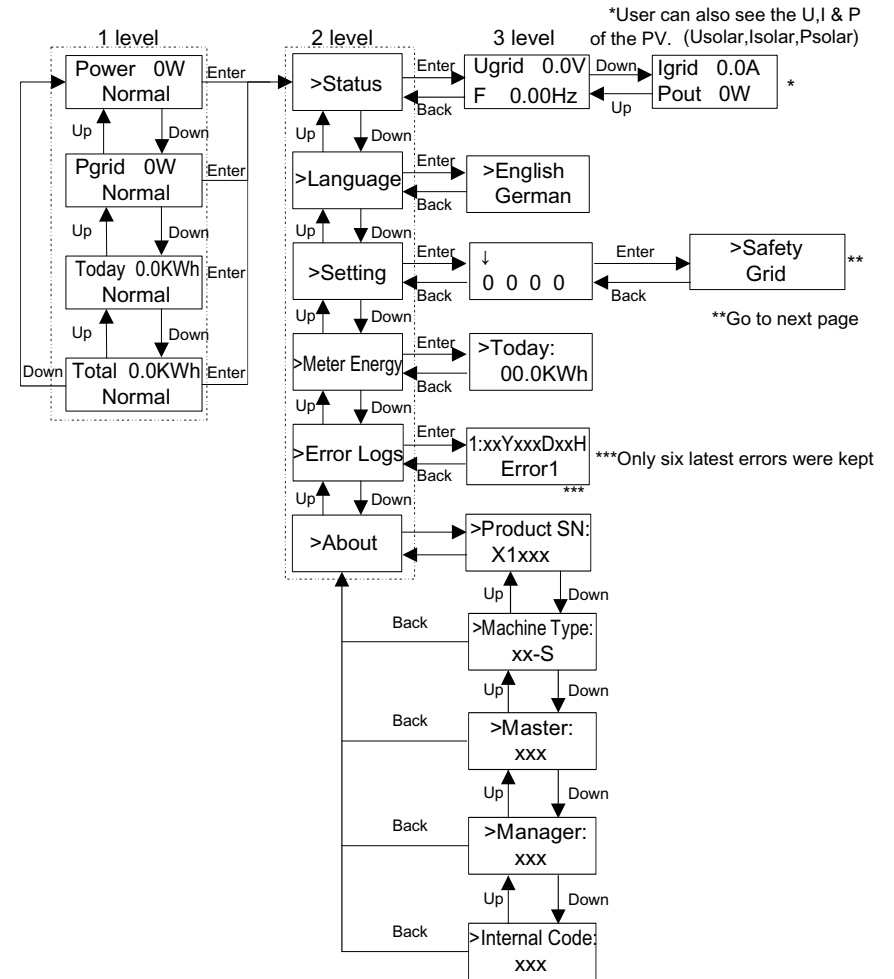 *User can also see the U,I & P
of the PV. (Usolar,Isolar,Psolar)
1 level
2 level
3 level
Power 0W
Normal
Enter
Up
Down
Pgrid 0W
Normal
Enter
Up
Down
Today 0.0KWh
Normal
Enter
Up
Down
Down
Total 0.0KWh
Normal
Enter
>Status
Enter
Back
Ugrid 0.0V
F 0.00Hz
Down
Up
Igrid 0.0A
Pout 0W
*
Up
Down
>Language
Enter
Back
>English
German
Up
Down
>Setting
Enter
Back
↓
0 0 0 0
Enter
Back
>Safety
Grid
**
**Go to next page
Up
Down
>Meter Energy
Enter
Back
>Today:
00.0KWh
Up
Down
>Error Logs
Enter
Back
1:xxYxxxDxxH
Error1
***
***Only six latest errors were kept
Up
Down
>About
>Product SN:
X1xxx
Up
Down
Back
>Machine Type:
xx-S
Up
Down
Back
>Master:
xxx
Up
Down
Back
>Manager:
xxx
Up
Down
Back
>Internal Code:
xxx